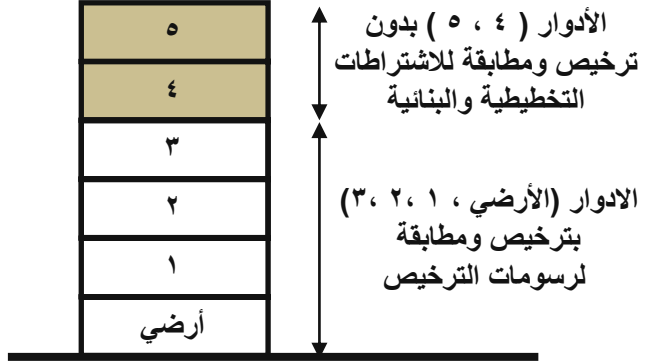 ٥
٤
٣
٢
١
أرضي
الأدوار ( ٤ ، ٥ ) بدون
ترخيص ومطابقة للاشتراطات
التخطيطية والبنائية
الادوار (الأرضي ، ١ ،٢ ،٣)
بترخيص ومطابقة
لرسومات الترخيص